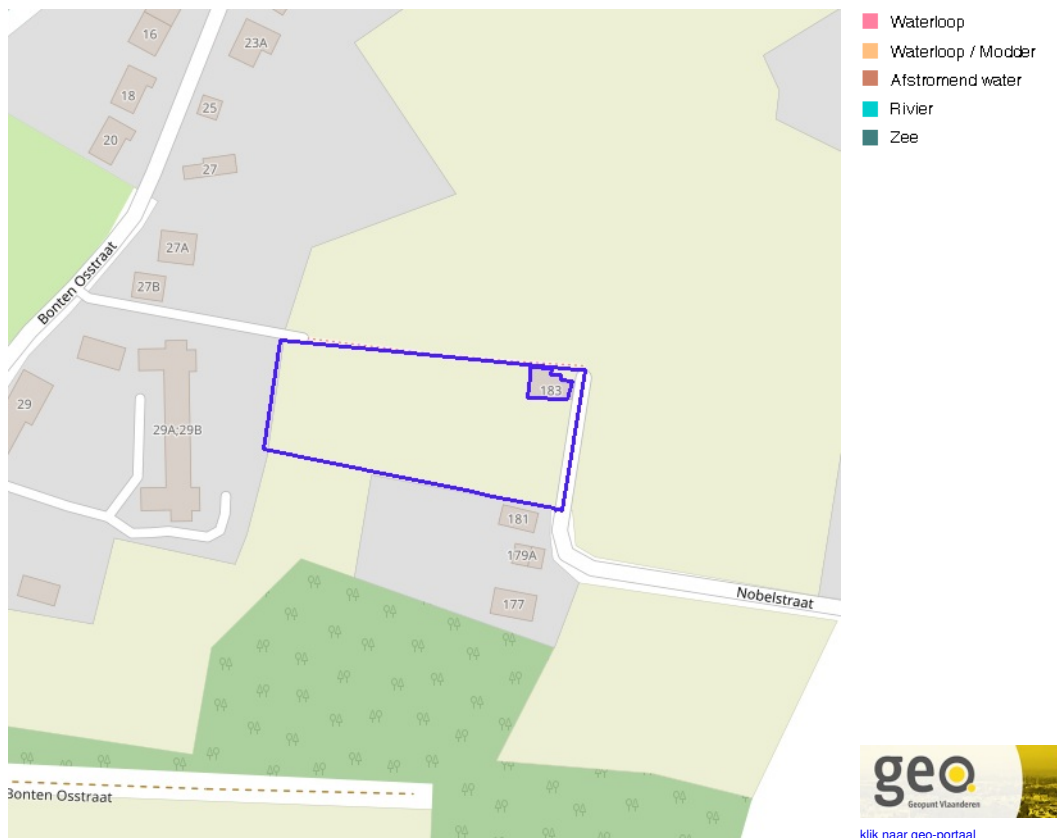 16
23A
18
25
20
27
27A
27B
Bonten Osstraat
29
29A;29B
183
181
179A
177
Nobelstraat
Bonten Osstraat
Waterloop
Waterloop / Modder
Afstromend water
Rivier
Zee
geo
Geopunt Vlaanderen
klik naar geo-portaal